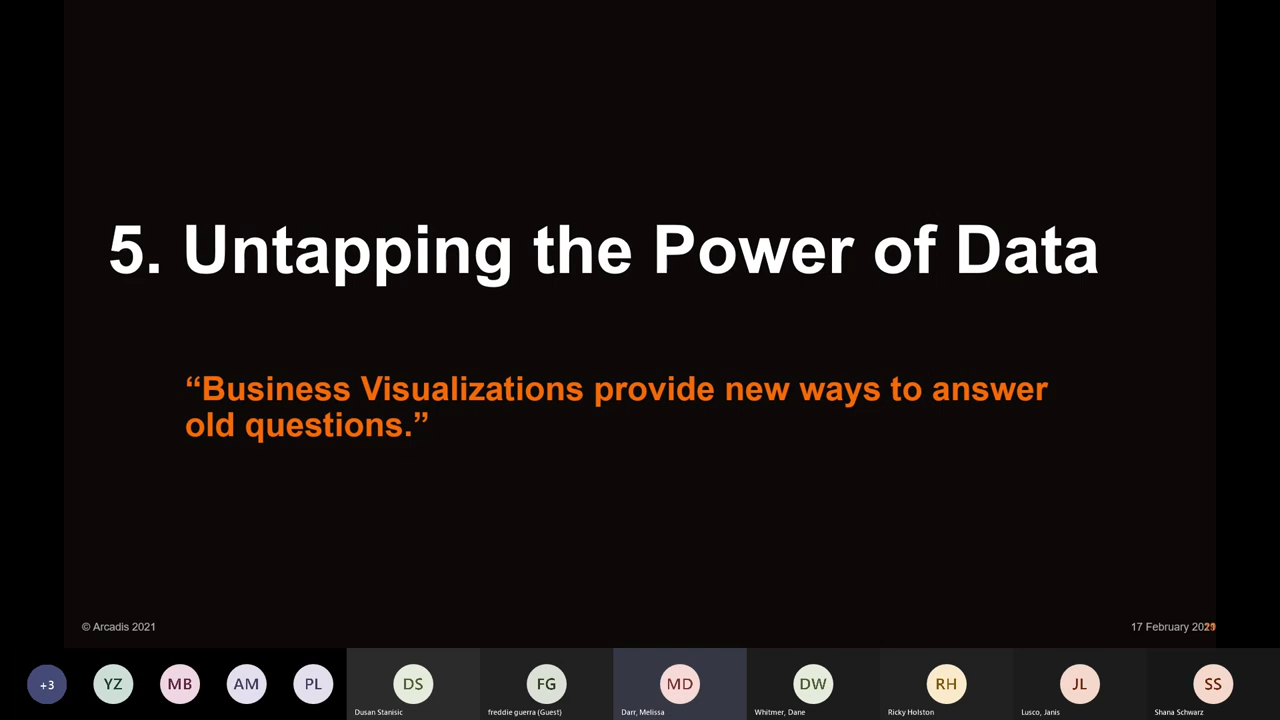 5. Untapping the Power of Data
“Business Visualizations provide new ways to answer
old questions.”
© Arcadis 2021
17 February
+3
YZ
MB
AM
PL
DS
FG
MD
DW
RH
JL
SS
Dusan Stanisic
freddie guerra (Guest)
Darr, Melissa
Whitmer, Dane
Ricky Holston
Lusco, Janis
Shana Schwarz